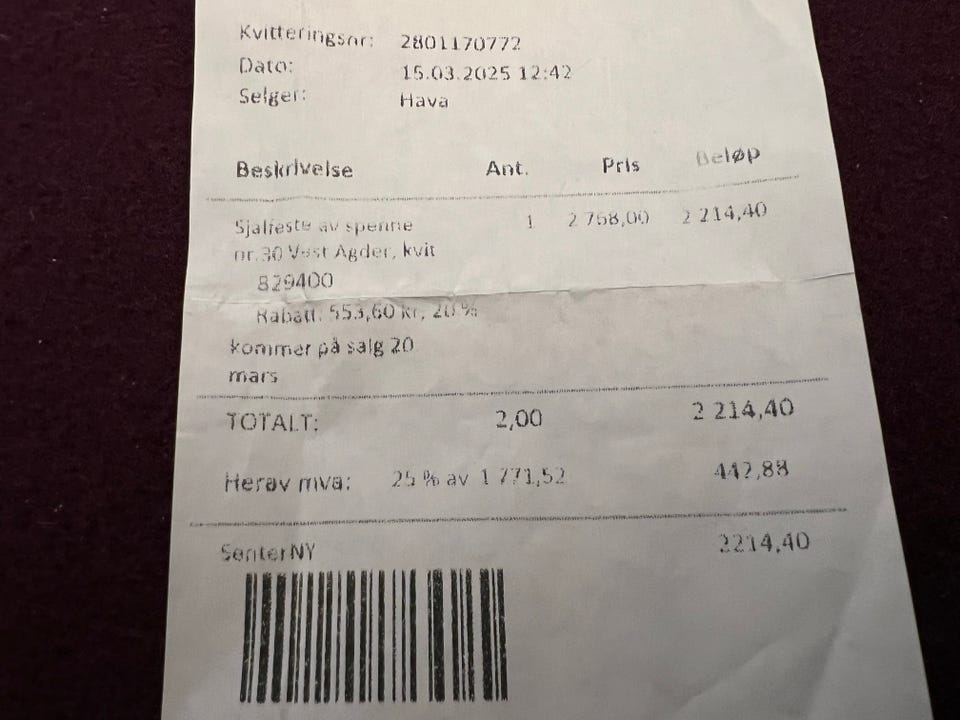 Kvitteringsnr: 2801170772
Dato: 15.03.2025 12:42
Selger: Hava
Beskrivelse Ant. Pris Beløp
Sjalfeste av spenne 1 2 768,00 2 214,40
nr.30 Vest Agder, kvit
829400
Rabatt: 553,60 kr, 20 %
kommer på salg 20
mars
TOTALT: 2,00 2 214,40
Herav mva: 25 % av 1 771,52 442,88
SenterNY 2214,40